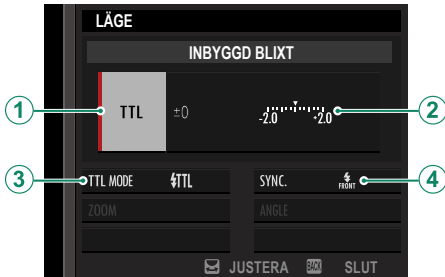 LÄGE
INBYGGD BLIXT
1 TTL ±0 -2.0 +2.0 2
3 TTL MODE TTL SYNC. FRONT 4
ZOOM ANGLE
JUSTERA BACK SLUT